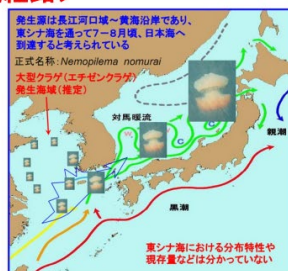 発生源は長江河口域～黄海沿岸であり、
東シナ海を通って7－8月頃、日本海へ
到達すると考えられている
正式名称：Nemopilema nomurai
大型クラゲ（エチゼンクラゲ）
発生海域（推定）
対馬暖流
親潮
黒潮
東シナ海における分布特性や
現存量などは分かっていない